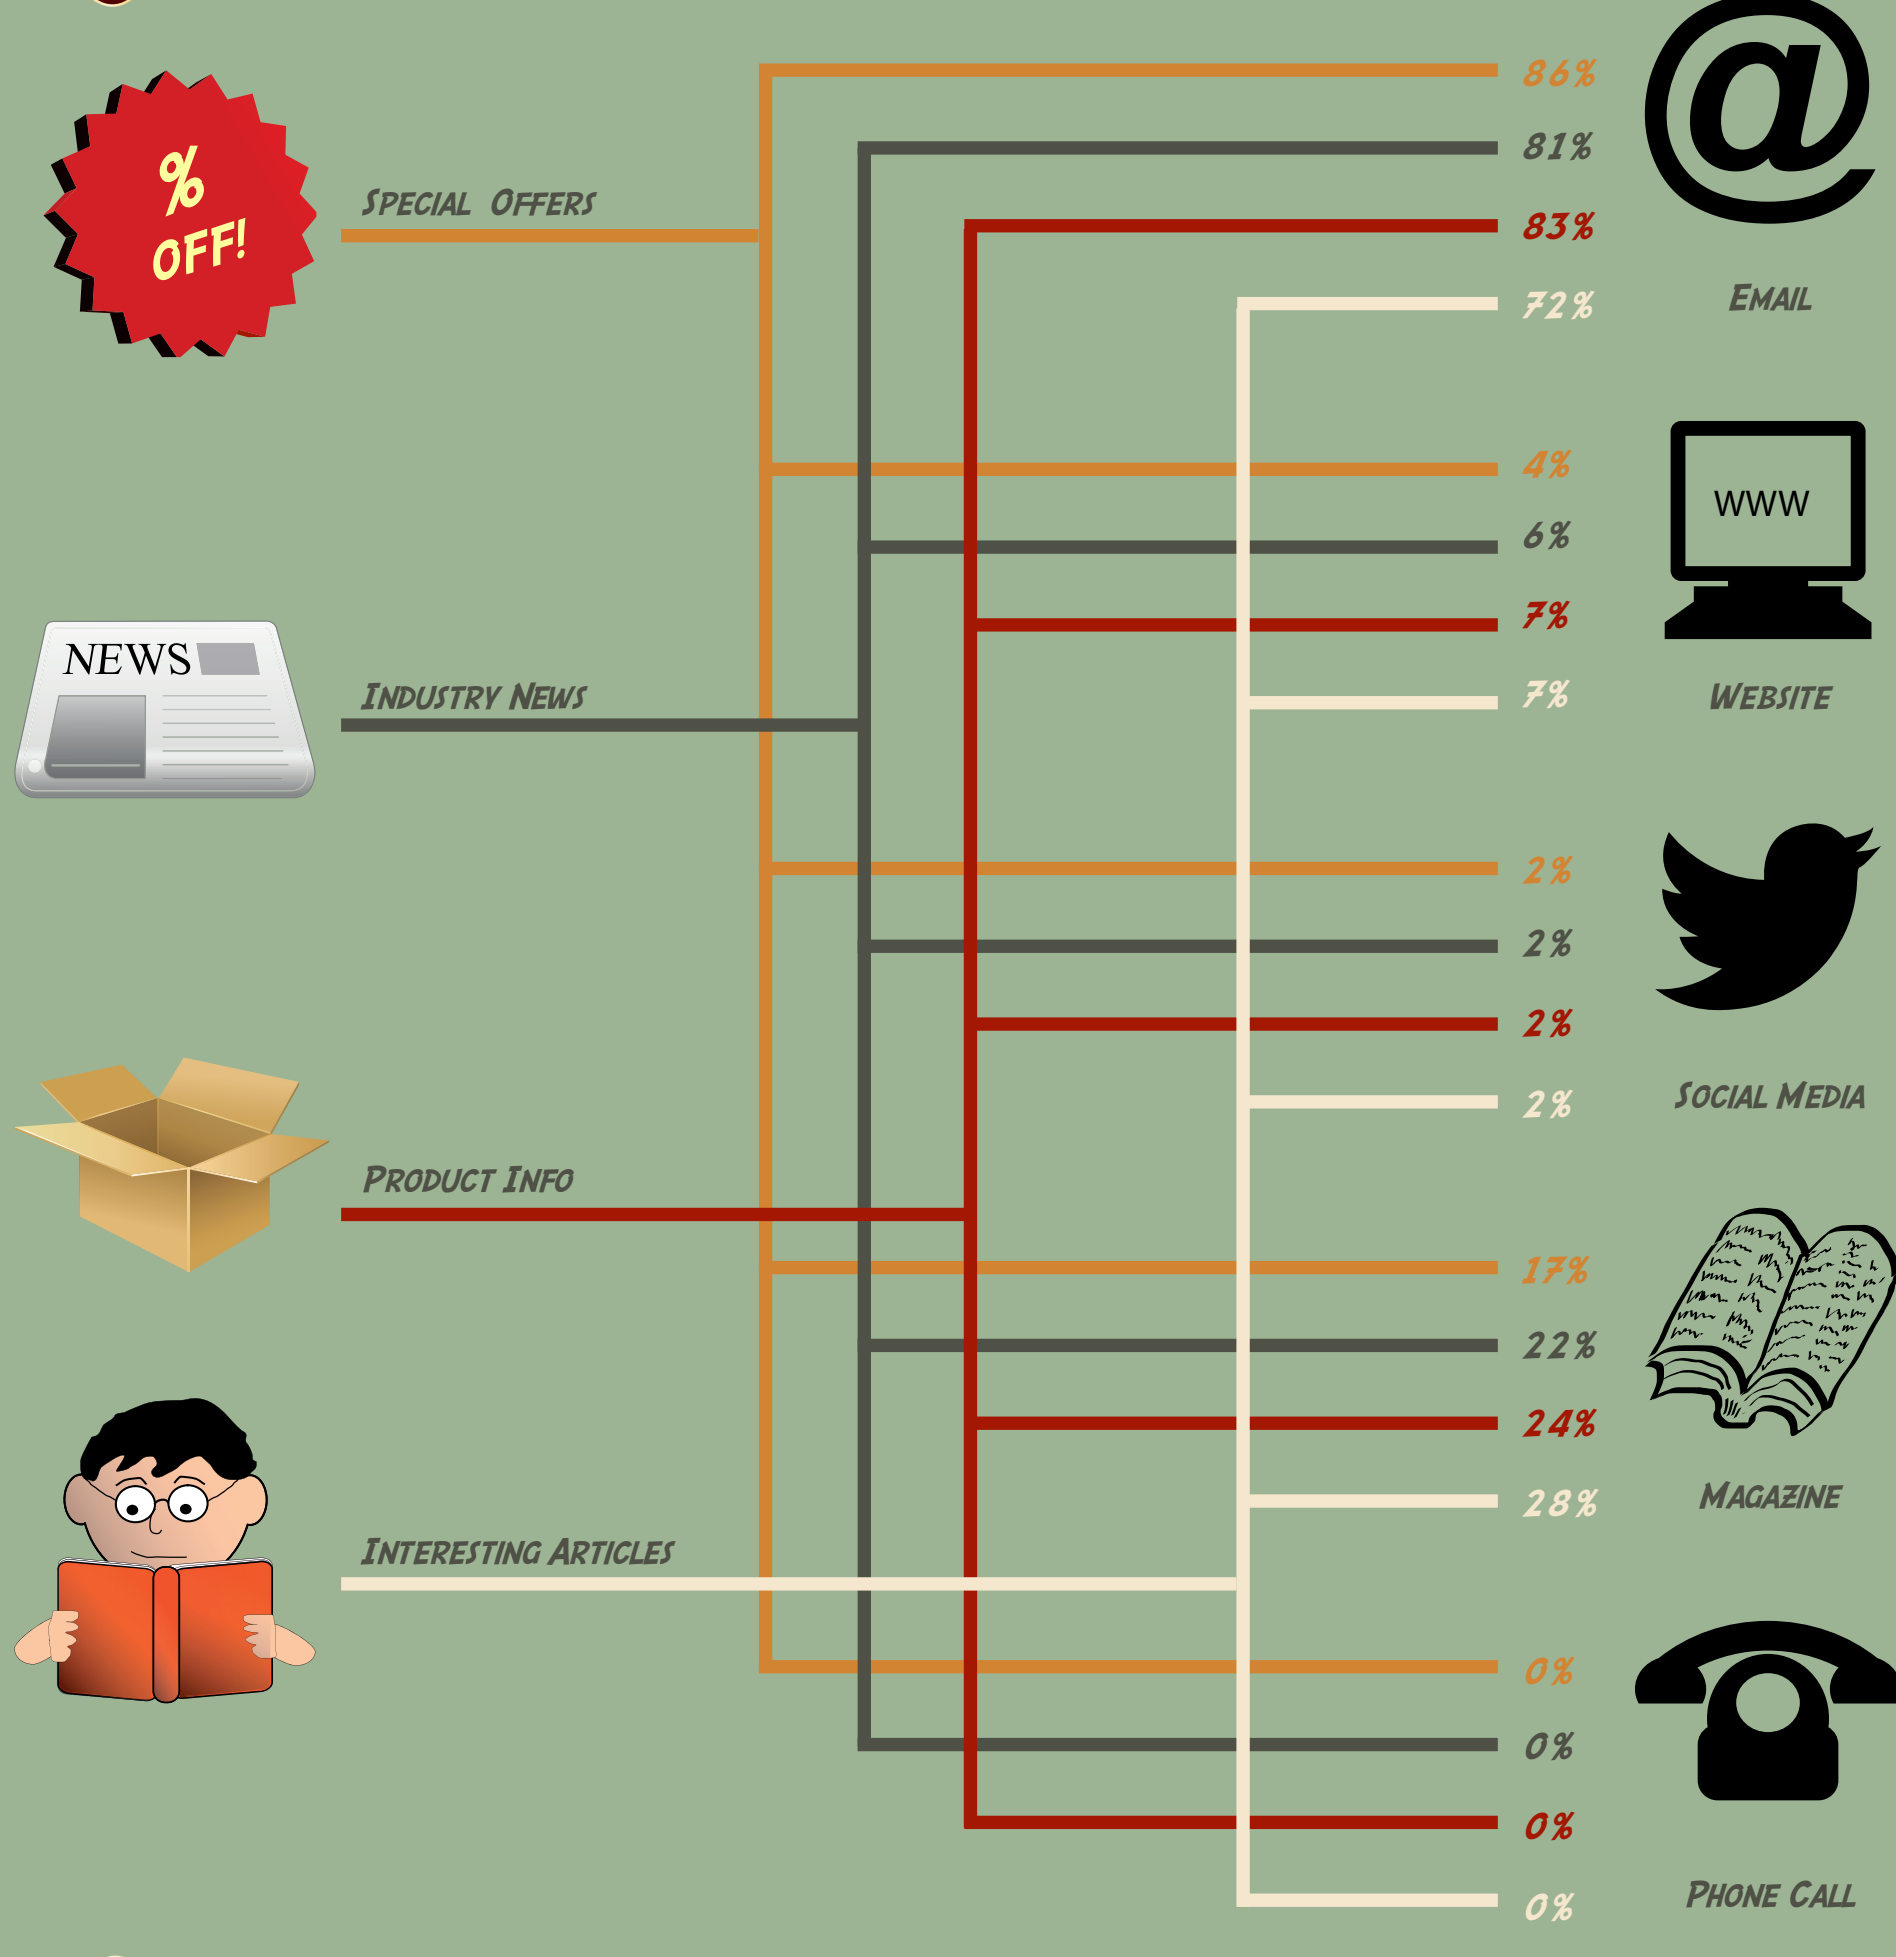 86%
81%
%
OFF!
Special Offers
83%
@
72%
Email
4%
WWW
6%
7%
NEWS
Industry News
7%
Website
2%
2%
2%
2%
Social Media
Product Info
17%
22%
24%
28%
Magazine
Interesting Articles
0%
0%
0%
0%
Phone Call